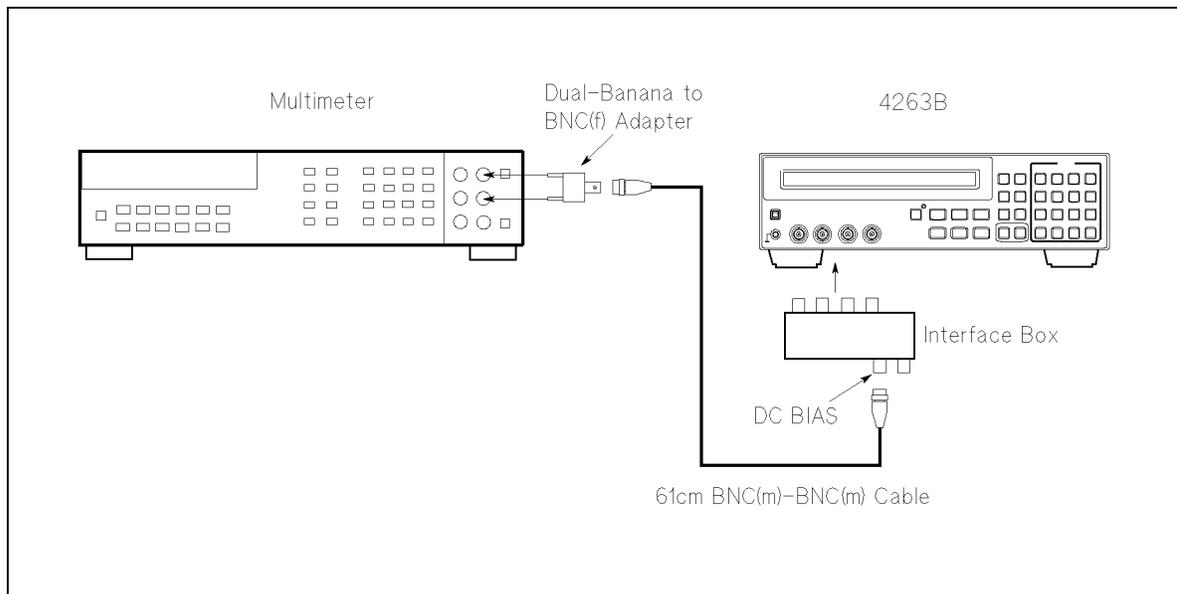 Multimeter
Dual-Banana to
BNC(f) Adapter
4263B
Interface Box
DC BIAS
61cm BNC(m)-BNC(m) Cable